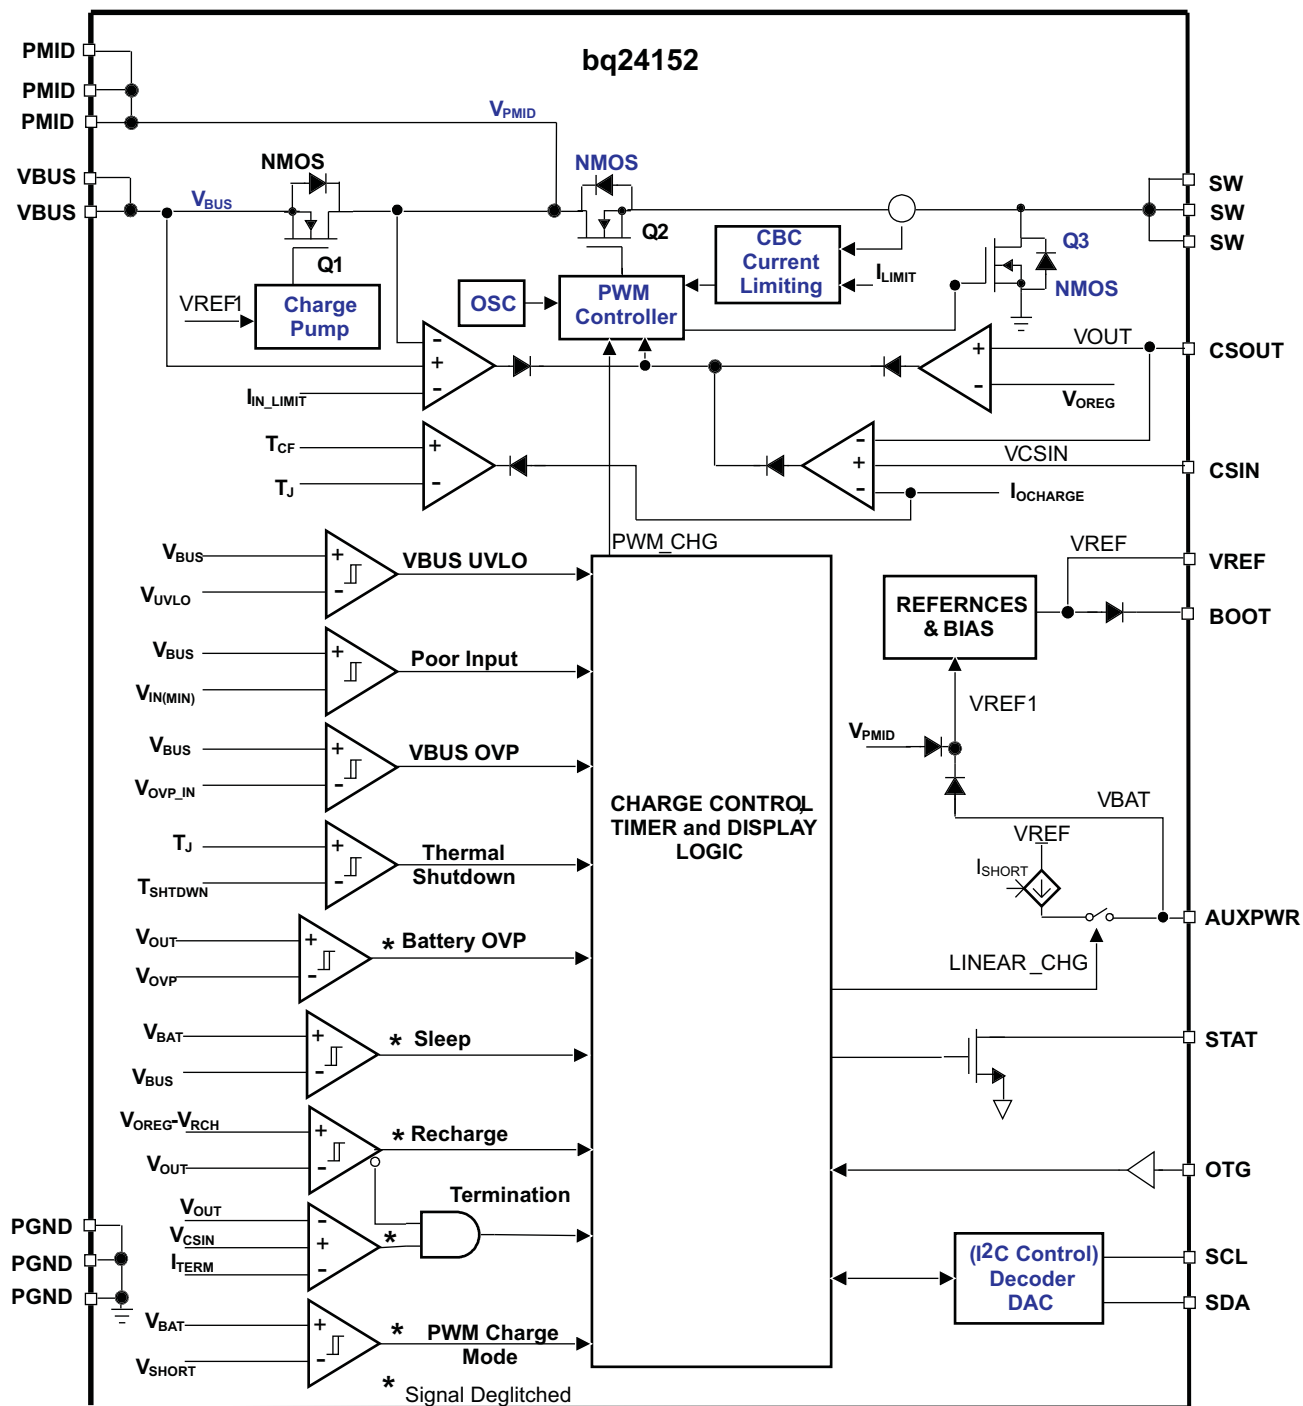 bq24152
PMID
PMID
PMID
VPMID
NMOS
NMOS
VBUS
VBUS
VBUS
SW
SW
SW
Q1
Q2
Q3
NMOS
CBC
Current
Limiting
ILIMIT
VREF1
Charge
Pump
OSC
PWM
Controller
-
+
-
IIN_LIMIT
+
-
VOUT
CSOUT
VOREG
TCF
TJ
+
-
-
+
-
VCSIN
CSIN
IOCHARGE
PWM_CHG
VBUS
VUVLO
+
-
VBUS UVLO
VREF
VREF
REFERNCES
& BIAS
BOOT
VBUS
VIN(MIN)
+
-
Poor Input
VREF1
VPMID
VBUS
VOVP_IN
+
-
VBUS OVP
CHARGE CONTROL,
TIMER and DISPLAY
LOGIC
VBAT
VREF
ISHORT
TJ
TSHTDWN
+
-
Thermal
Shutdown
AUXPWR
VOUT
VOVP
+
-
* Battery OVP
LINEAR_CHG
VBAT
VBUS
+
-
* Sleep
STAT
VOREG-VRCH
VOUT
+
-
* Recharge
OTG
Termination
VOUT
VCSIN
ITERM
-
+
-
*
PGND
PGND
PGND
(I2C Control)
Decoder
DAC
SCL
SDA
VBAT
VSHORT
+
-
* PWM Charge
Mode
* Signal Deglitched